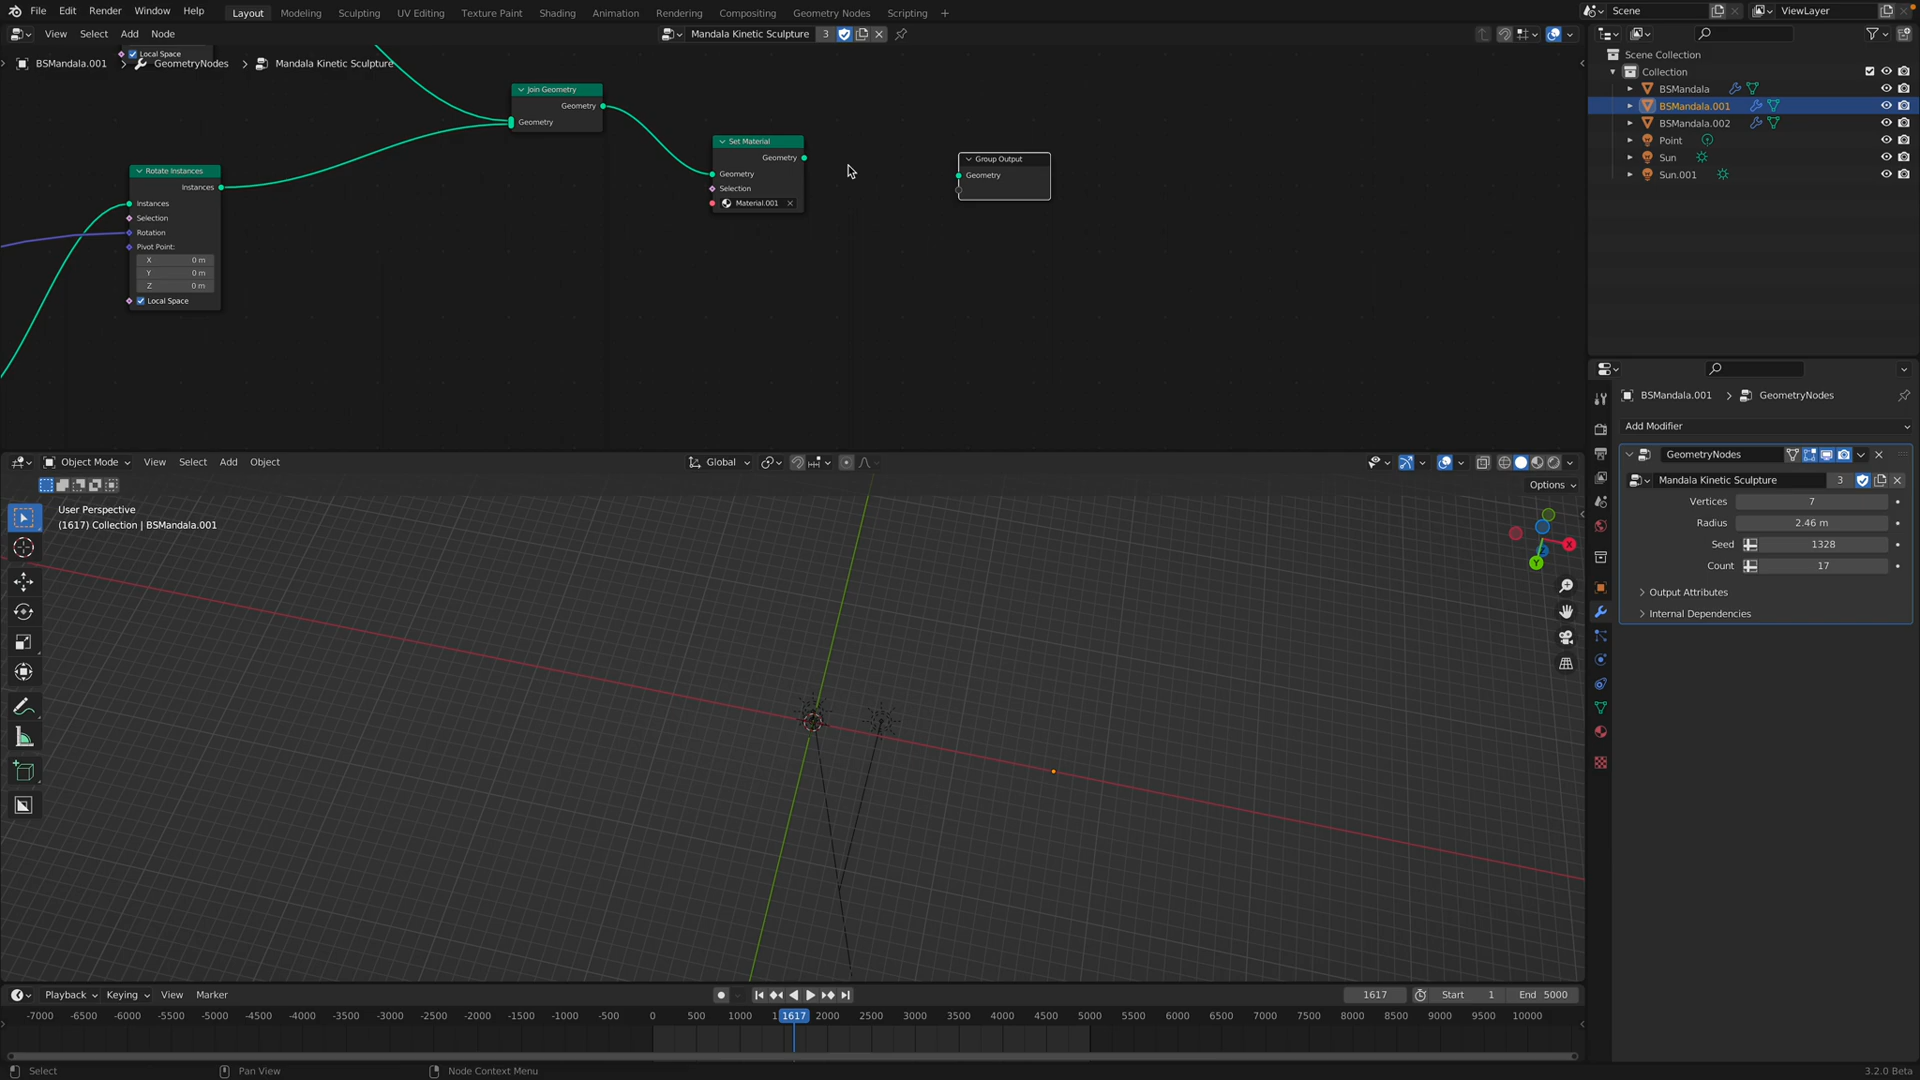 File Edit Render Window Help Layout Modeling Sculpting UV Editing Texture Paint Shading Animation Rendering Compositing Geometry Nodes Scripting + Scene ViewLayer
View Select Add Node Mandala Kinetic Sculpture 3
Local Space
BSMandala.001 > GeometryNodes > Mandala Kinetic Sculpture
Join Geometry
Geometry
Geometry
Set Material
Geometry
Geometry
Selection
Material.001
Group Output
Geometry
Rotate Instances
Instances
Instances
Selection
Rotation
Pivot Point:
X 0 m
Y 0 m
Z 0 m
Local Space
Scene Collection
Collection
BSMandala
BSMandala.001
BSMandala.002
Point
Sun
Sun.001
BSMandala.001 > GeometryNodes
Add Modifier
GeometryNodes
Mandala Kinetic Sculpture 3
Vertices 7
Radius 2.46 m
Seed 1328
Count 17
Output Attributes
Internal Dependencies
Object Mode View Select Add Object Global
Options
User Perspective
(1617) Collection | BSMandala.001
X
Y
Playback Keying View Marker 1617 Start 1 End 5000
-7000 -6500 -6000 -5500 -5000 -4500 -4000 -3500 -3000 -2500 -2000 -1500 -1000 -500 0 500 1000 1617 2000 2500 3000 3500 4000 4500 5000 5500 6000 6500 7000 7500 8000 8500 9000 9500 10000
Select Pan View Node Context Menu 3.2.0 Beta